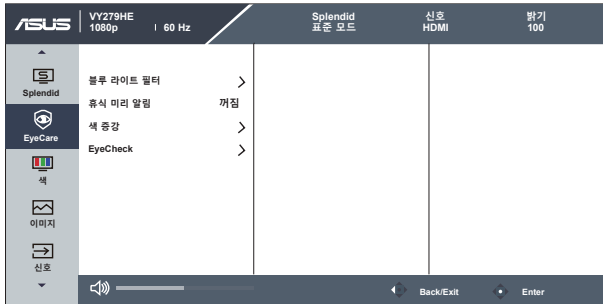 ASUS
VY279HE
1080p 60 Hz
Splendid
표준 모드
신호
HDMI
밝기
100
Splendid
EyeCare
색
이미지
신호
블루 라이트 필터
휴식 미리 알림 꺼짐
색 증강
EyeCheck
Back/Exit
Enter